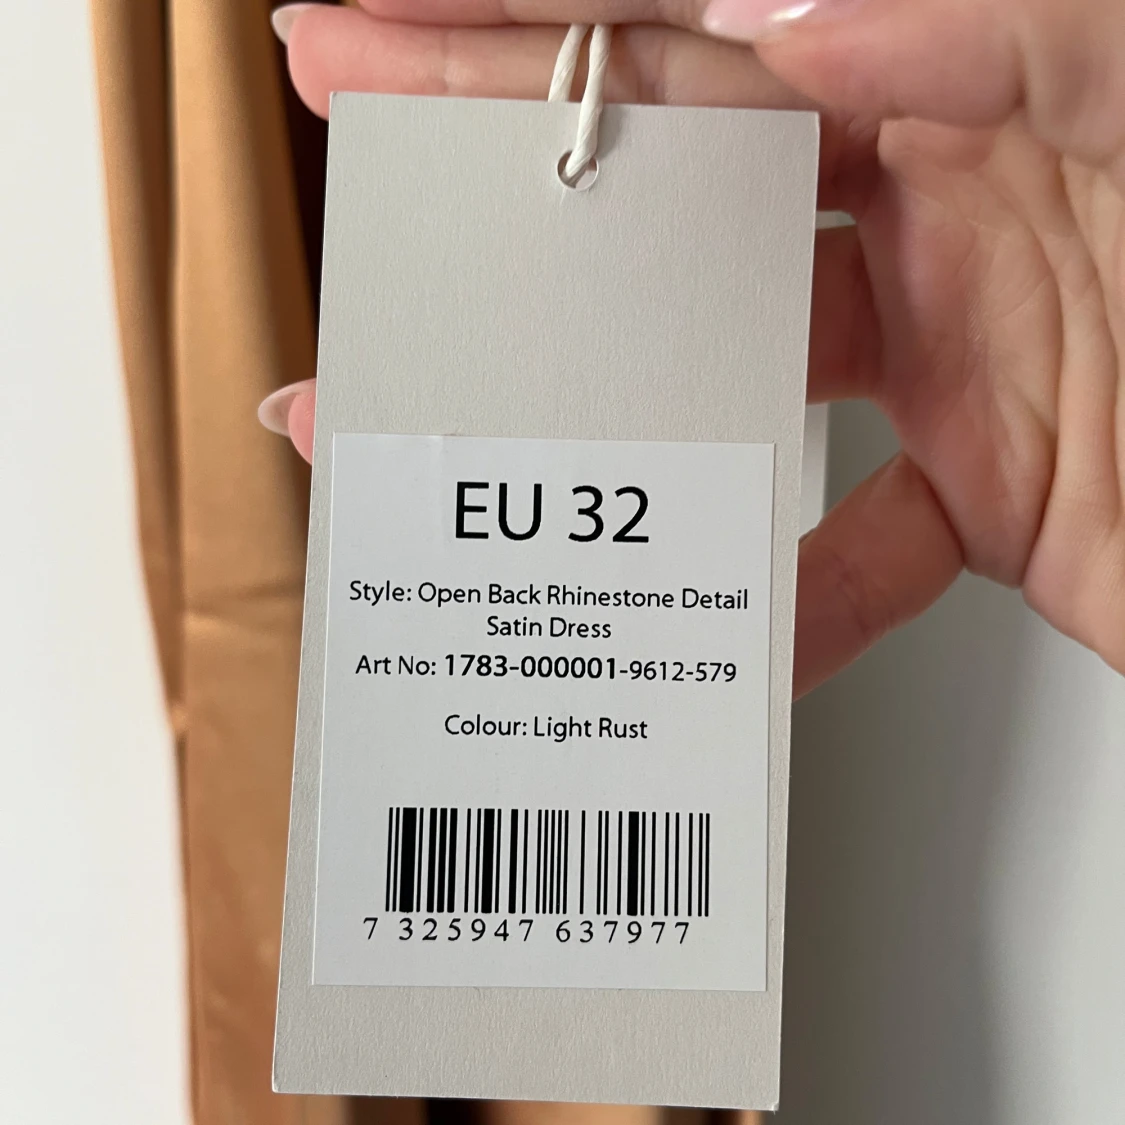 EU 32
Style: Open Back Rhinestone Detail
Satin Dress
Art No: 1783-000001-9612-579
Colour: Light Rust
7 325947 637977